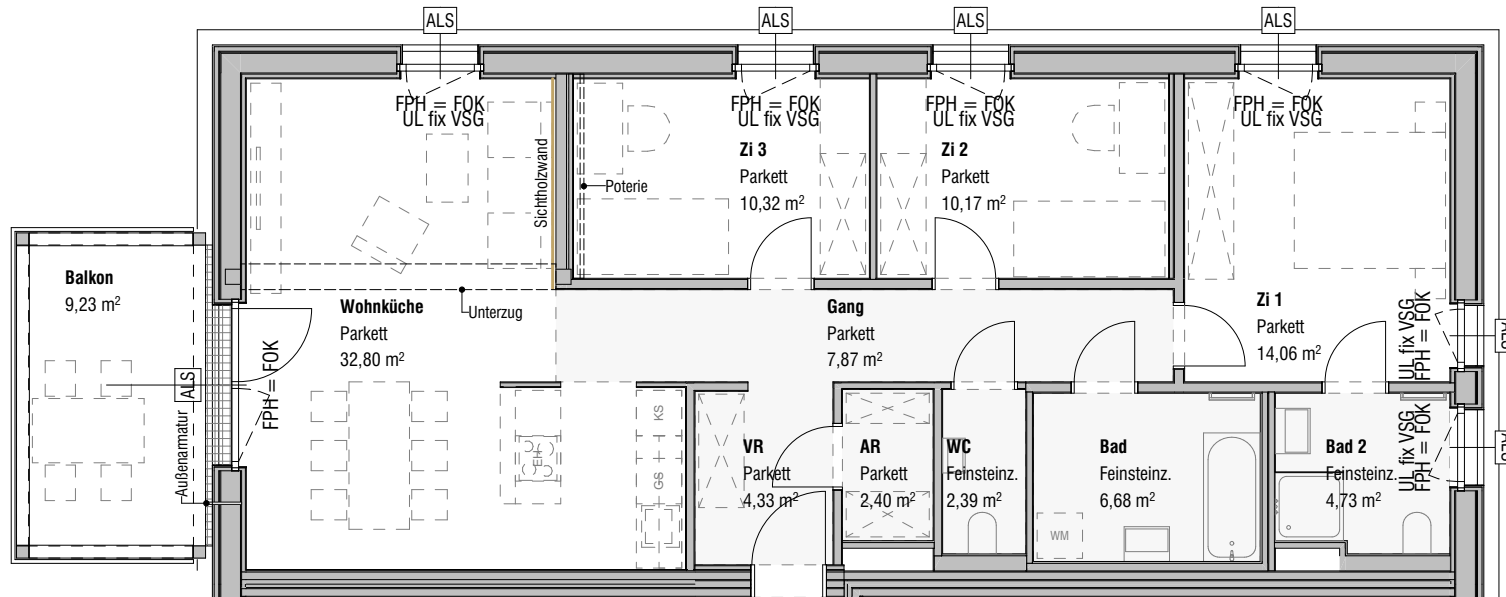 ALS
ALS
ALS
ALS
FPH = FOK
UL fix VSG
FPH = FOK
UL fix VSG
FPH = FOK
UL fix VSG
FPH = FOK
UL fix VSG
Sichtholzwand
Zi 3
Parkett
10,32 m²
Poterie
Zi 2
Parkett
10,17 m²
Balkon
9,23 m²
Wohnküche
Parkett
32,80 m²
Unterzug
Gang
Parkett
7,87 m²
Zi 1
Parkett
14,06 m²
UL fix VSG
FPH = FOK
ALS
FPH = FOK
Außenarmatur
KS
GS
EH
VR
Parkett
4,33 m²
AR
Parkett
2,40 m²
WC
Feinsteinz.
2,39 m²
Bad
Feinsteinz.
6,68 m²
WM
Bad 2
Feinsteinz.
4,73 m²
UL fix VSG
FPH = FOK